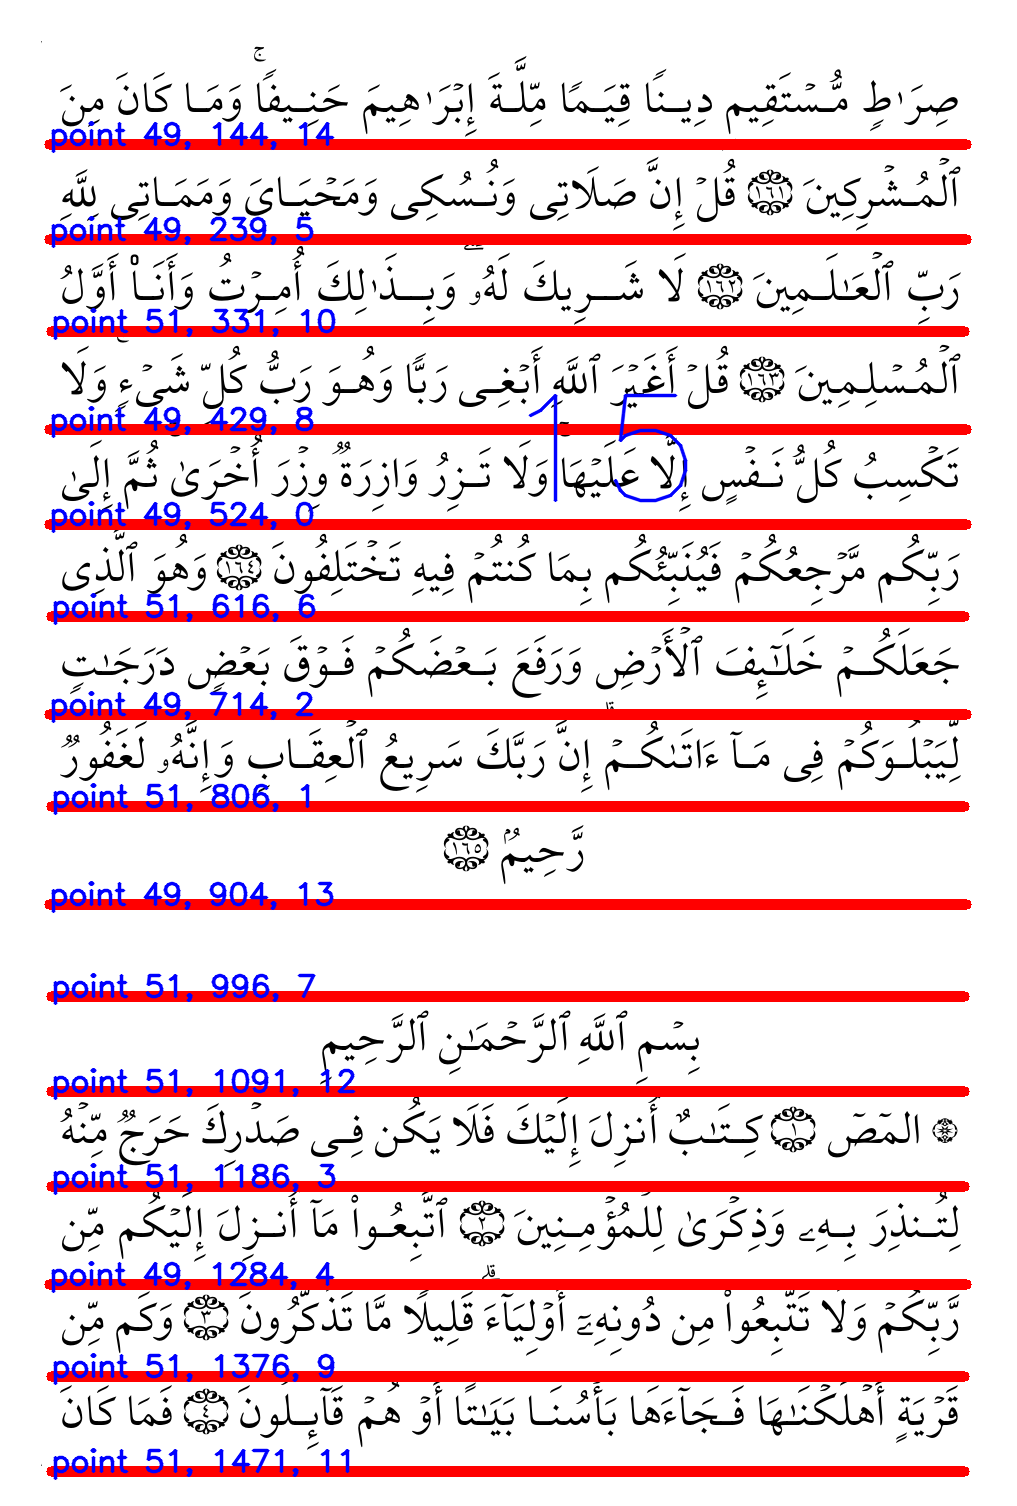 صِرَٰطٍ مُّسۡتَقِيمٍ دِينًا قِيَمًا مِّلَّةَ إِبۡرَٰهِيمَ حَنِيفًاۚ وَمَا كَانَ مِنَ
point 49, 144, 14
ٱلۡمُشۡرِكِينَ ١٦١ قُلۡ إِنَّ صَلَاتِي وَنُسُكِي وَمَحۡيَايَ وَمَمَاتِي لِلَّهِ
point 49, 239, 5
رَبِّ ٱلۡعَٰلَمِينَ ١٦٢ لَا شَرِيكَ لَهُۥۖ وَبِذَٰلِكَ أُمِرۡتُ وَأَنَا۠ أَوَّلُ
point 51, 331, 10
ٱلۡمُسۡلِمِينَ ١٦٣ قُلۡ أَغَيۡرَ ٱللَّهِ أَبۡغِي رَبًّا وَهُوَ رَبُّ كُلِّ شَيۡءٖۚ وَلَا
point 49, 429, 8
15
تَكۡسِبُ كُلُّ نَفۡسٍ إِلَّا عَلَيۡهَاۚ وَلَا تَزِرُ وَازِرَةٞ وِزۡرَ أُخۡرَىٰۚ ثُمَّ إِلَىٰ
point 49, 524, 0
رَبِّكُم مَّرۡجِعُكُمۡ فَيُنَبِّئُكُم بِمَا كُنتُمۡ فِيهِ تَخۡتَلِفُونَ ١٦٤ وَهُوَ ٱلَّذِي
point 51, 616, 6
جَعَلَكُمۡ خَلَٰٓئِفَ ٱلۡأَرۡضِ وَرَفَعَ بَعۡضَكُمۡ فَوۡقَ بَعۡضٖ دَرَجَٰتٖ
point 49, 714, 2
لِّيَبۡلُوَكُمۡ فِي مَآ ءَاتَىٰكُمۡۗ إِنَّ رَبَّكَ سَرِيعُ ٱلۡعِقَابِ وَإِنَّهُۥ لَغَفُورٞ
point 51, 806, 1
رَّحِيمُۢ ١٦٥
point 49, 904, 13
point 51, 996, 7
بِسۡمِ ٱللَّهِ ٱلرَّحۡمَٰنِ ٱلرَّحِيمِ
point 51, 1091, 12
۞ الٓمٓصٓ ١ كِتَٰبٌ أُنزِلَ إِلَيۡكَ فَلَا يَكُن فِي صَدۡرِكَ حَرَجٞ مِّنۡهُ
point 51, 1186, 3
لِتُنذِرَ بِهِۦ وَذِكۡرَىٰ لِلۡمُؤۡمِنِينَ ٢ ٱتَّبِعُواْ مَآ أُنزِلَ إِلَيۡكُم مِّن
point 49, 1284, 4
رَّبِّكُمۡ وَلَا تَتَّبِعُواْ مِن دُونِهِۦٓ أَوۡلِيَآءَۗ قَلِيلٗا مَّا تَذَكَّرُونَ ٣ وَكَم مِّن
point 51, 1376, 9
قَرۡيَةٍ أَهۡلَكۡنَٰهَا فَجَآءَهَا بَأۡسُنَا بَيَٰتًا أَوۡ هُمۡ قَآئِلُونَ ٤ فَمَا كَانَ
point 51, 1471, 11